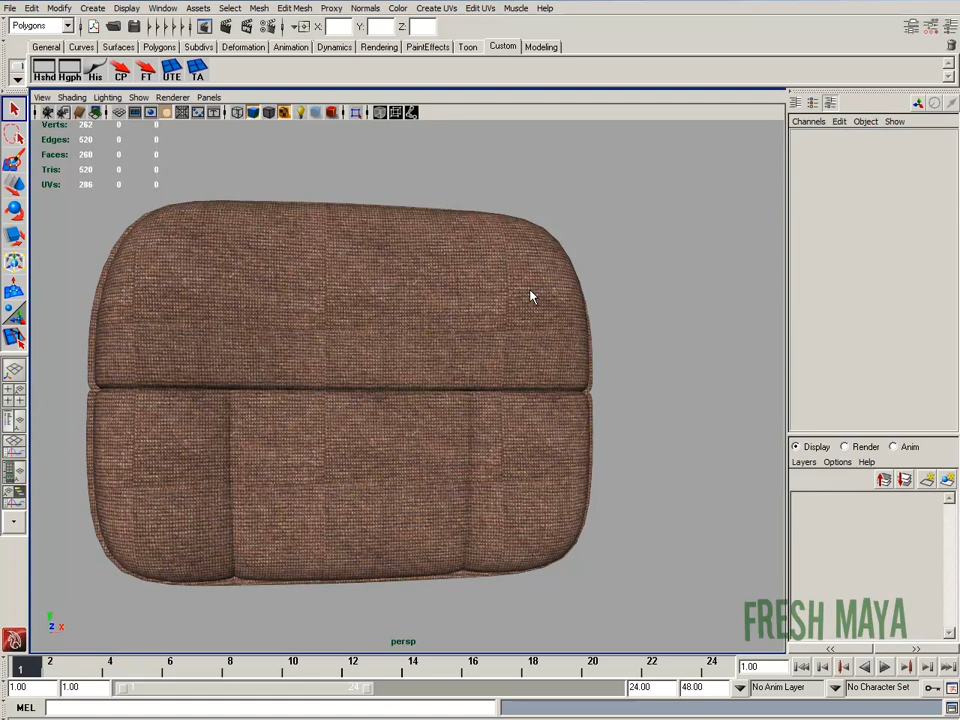 File Edit Modify Create Display Window Assets Select Mesh Edit Mesh Proxy Normals Color Create UVs Edit UVs Muscle Help
Polygons X: Y: Z:
General Curves Surfaces Polygons Subdivs Deformation Animation Dynamics Rendering PaintEffects Toon Custom Modeling
Hshd Hgph His CP FT UTE TA
View Shading Lighting Show Renderer Panels
Channels Edit Object Show
Verts: 262 0 0
Edges: 520 0 0
Faces: 260 0 0
Tris: 520 0 0
UVs: 286 0 0
Display Render Anim
Layers Options Help
FRESH MAYA
persp
1 2 4 6 8 10 12 14 16 18 20 22 24 1.00
1.00 1.00 1 24 24.00 48.00 No Anim Layer No Character Set
MEL